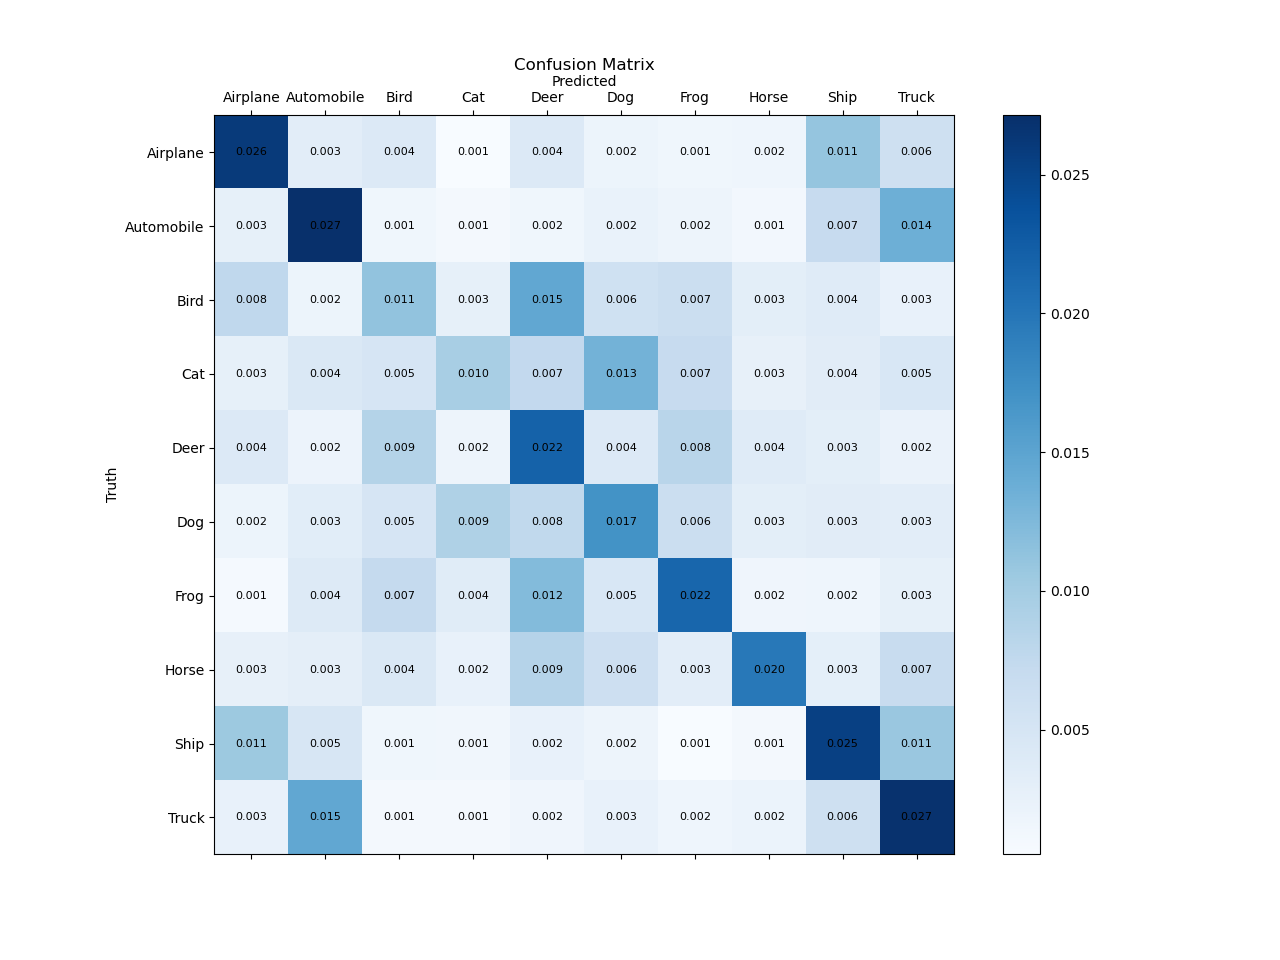 Confusion Matrix
Predicted
Airplane Automobile Bird Cat Deer Dog Frog Horse Ship Truck
Airplane 0.026 0.003 0.004 0.001 0.004 0.002 0.001 0.002 0.011 0.006
0.025
Automobile 0.003 0.027 0.001 0.001 0.002 0.002 0.002 0.001 0.007 0.014
Bird 0.008 0.002 0.011 0.003 0.015 0.006 0.007 0.003 0.004 0.003
0.020
Cat 0.003 0.004 0.005 0.010 0.007 0.013 0.007 0.003 0.004 0.005
Deer 0.004 0.002 0.009 0.002 0.022 0.004 0.008 0.004 0.003 0.002
0.015
Truth
Dog 0.002 0.003 0.005 0.009 0.008 0.017 0.006 0.003 0.003 0.003
0.010
Frog 0.001 0.004 0.007 0.004 0.012 0.005 0.022 0.002 0.002 0.003
Horse 0.003 0.003 0.004 0.002 0.009 0.006 0.003 0.020 0.003 0.007
0.005
Ship 0.011 0.005 0.001 0.001 0.002 0.002 0.001 0.001 0.025 0.011
Truck 0.003 0.015 0.001 0.001 0.002 0.003 0.002 0.002 0.006 0.027